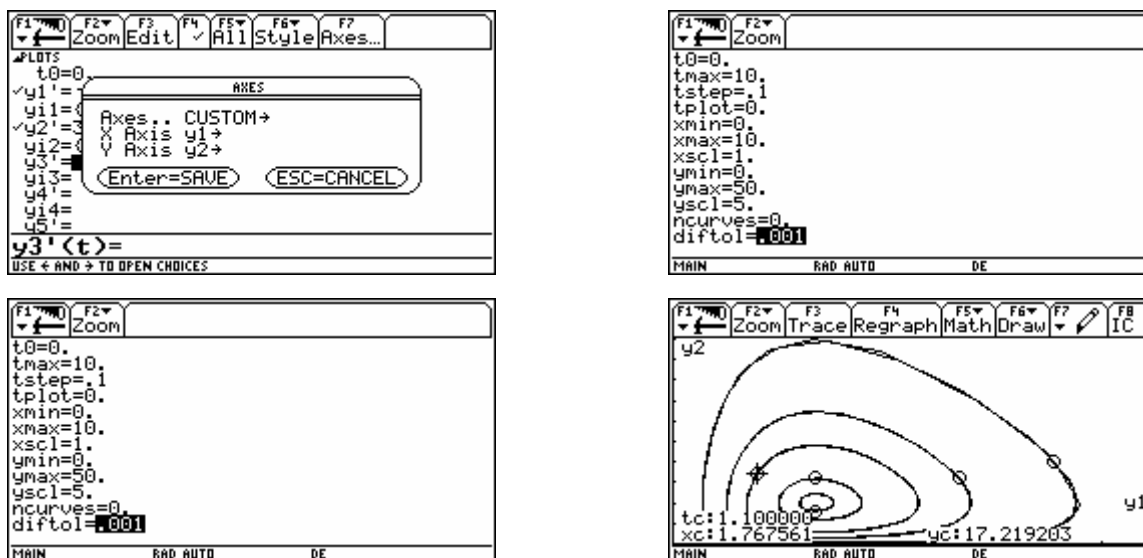 F1 F2 Zoom F3 Edit F4 ✓ F5 All F6 Style F7 Axes...
PLOTS
t0=0.
✓y1'=
yi1={
✓y2'=3
yi2={
y3'=
yi3=
y4'=
yi4=
y5'=
AXES
Axes.. CUSTOM→
X Axis y1→
Y Axis y2→
Enter=SAVE ESC=CANCEL
y3'(t)=
USE ← AND → TO OPEN CHOICES
F1 F2 Zoom
t0=0.
tmax=10.
tstep=.1
tplot=0.
xmin=0.
xmax=10.
xscl=1.
ymin=0.
ymax=50.
yscl=5.
ncurves=0.
diftol=.001
MAIN RAD AUTO DE
F1 F2 Zoom
t0=0.
tmax=10.
tstep=.1
tplot=0.
xmin=0.
xmax=10.
xscl=1.
ymin=0.
ymax=50.
yscl=5.
ncurves=0.
diftol=.001
MAIN RAD AUTO DE
F1 F2 Zoom F3 Trace F4 Regraph F5 Math F6 Draw F7 F8 IC
y2
y1
tc:1.100000
xc:1.767561 yc:17.219203
MAIN RAD AUTO DE